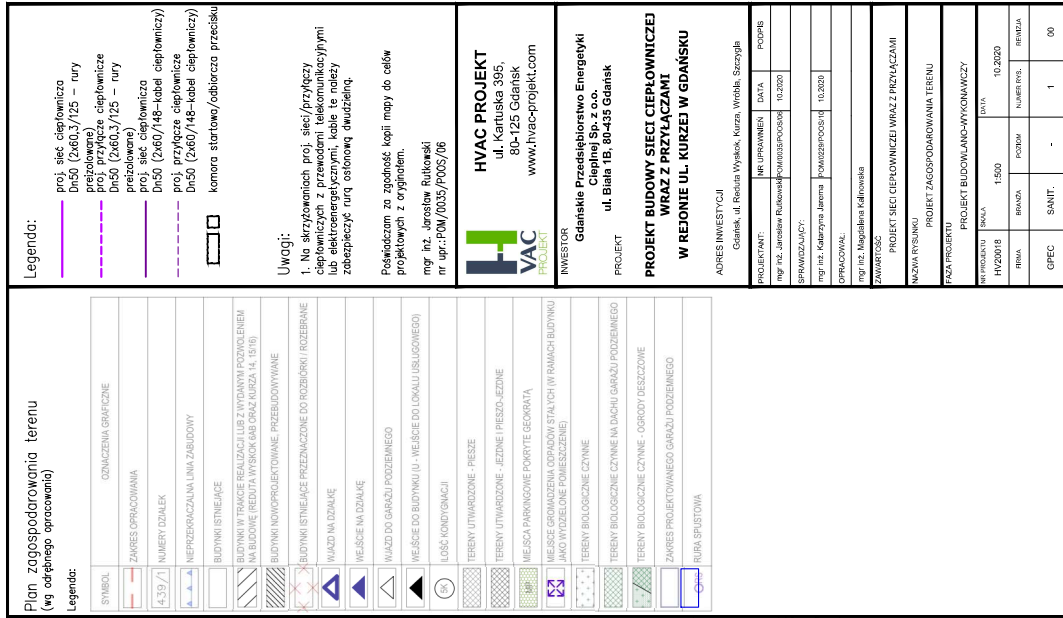 Plan zagospodarowania terenu
(wg odrębnego opracowania)
Legenda:
SYMBOL
OZNACZENIA GRAFICZNE
ZAKRES OPRACOWANIA
439/1
NUMERY DZIAŁEK
NIEPRZEKRACZALNA LINIA ZABUDOWY
BUDYNKI ISTNIEJĄCE
BUDYNKI W TRAKCIE REALIZACJI LUB Z WYDANYM POZWOLENIEM
NA BUDOWĘ (REDUTA WYSKOK 6AB ORAZ KURZA 14, 15/16)
BUDYNKI NOWOPROJEKTOWANE, PRZEBUDOWYWANE
BUDYNKI ISTNIEJĄCE PRZEZNACZONE DO ROZBIÓRKI / ROZEBRANE
WJAZD NA DZIAŁKĘ
WEJŚCIE NA DZIAŁKĘ
WJAZD DO GARAŻU PODZIEMNEGO
WEJŚCIE DO BUDYNKU (U - WEJŚCIE DO LOKALU USŁUGOWEGO)
5K
ILOŚĆ KONDYGNACJI
TERENY UTWARDZONE - PIESZE
TERENY UTWARDZONE - JEZDNE I PIESZO-JEZDNE
MP
MIEJSCA PARKINGOWE POKRYTE GEOKRATĄ
MIEJSCE GROMADZENIA ODPADÓW STAŁYCH (W RAMACH BUDYNKU
JAKO WYDZIELONE POMIESZCZENIE)
TERENY BIOLOGICZNIE CZYNNE
TERENY BIOLOGICZNIE CZYNNE NA DACHU GARAŻU PODZIEMNEGO
TERENY BIOLOGICZNIE CZYNNE - OGRODY DESZCZOWE
ZAKRES PROJEKTOWANEGO GARAŻU PODZIEMNEGO
RURA SPUSTOWA
Legenda:
proj. sieć ciepłownicza
Dn50 (2x60,3/125 - rury
preizolowane)
proj. przyłącze ciepłownicze
Dn50 (2x60,3/125 - rury
preizolowane)
proj. sieć ciepłownicza
Dn50 (2x60/148-kabel ciepłowniczy)
proj. przyłącze ciepłownicze
Dn50 (2x60/148-kabel ciepłowniczy)
komora startowa/odbiorcza przecisku
Uwagi:
1. Na skrzyżowaniach proj. sieci/przyłączy
ciepłowniczych z przewodami telekomunikacyjnymi
lub elektroenergetycznymi, kable te należy
zabezpieczyć rurą osłonową dwudzielną.
Poświadczam za zgodność kopii mapy do celów
projektowych z oryginałem.
mgr inż. Jarosław Rutkowski
nr upr.:POM/0035/POOS/06
VAC
PROJEKT
HVAC PROJEKT
ul. Kartuska 395,
80-125 Gdańsk
www.hvac-projekt.com
INWESTOR
Gdańskie Przedsiębiorstwo Energetyki
Cieplnej Sp. z o.o.
ul. Biała 1B, 80-435 Gdańsk
PROJEKT
PROJEKT BUDOWY SIECI CIEPŁOWNICZEJ
WRAZ Z PRZYŁĄCZAMI
W REJONIE UL. KURZEJ W GDAŃSKU
ADRES INWESTYCJI
Gdańsk, ul. Reduta Wyskok, Kurza, Wróbla, Szczygla
PROJEKTANT: NR UPRAWNIEŃ DATA PODPIS
mgr inż. Jarosław Rutkowski POM/0035/POOS/06 10.2020
SPRAWDZAJĄCY:
mgr inż. Katarzyna Jarema POM/0229/POOS/10 10.2020
OPRACOWAŁ:
mgr inż. Magdalena Kalinowska
ZAWARTOŚĆ
PROJEKT SIECI CIEPŁOWNICZEJ WRAZ Z PRZYŁĄCZAMI
NAZWA RYSUNKU
PROJEKT ZAGOSPODAROWANIA TERENU
FAZA PROJEKTU
PROJEKT BUDOWLANO-WYKONAWCZY
NR PROJEKTU SKALA DATA
HV20018 1:500 10.2020
FIRMA BRANŻA POZIOM NUMER RYS. REWIZJA
GPEC SANIT. - 1 00